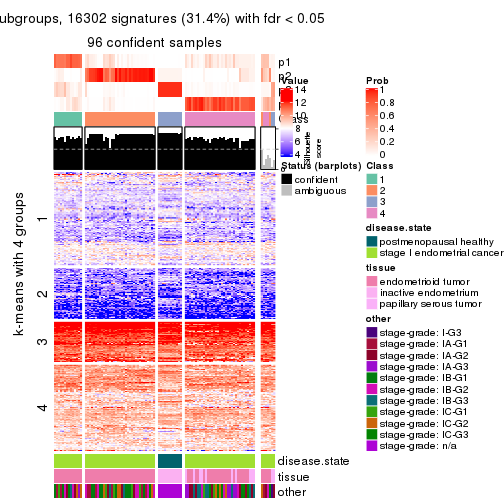 ubgroups, 16302 signatures (31.4%) with fdr < 0.05
96 confident samples
p1
p2
Value
14
12
10
8
6
4
Silhouette
score
Status (barplots)
confident
ambiguous
Prob
1
0.8
0.6
0.4
0.2
0
Class
1
2
3
4
disease.state
postmenopausal healthy
stage I endometrial cancer
tissue
endometrioid tumor
inactive endometrium
papillary serous tumor
other
stage-grade: I-G3
stage-grade: IA-G1
stage-grade: IA-G2
stage-grade: IA-G3
stage-grade: IB-G1
stage-grade: IB-G2
stage-grade: IB-G3
stage-grade: IC-G1
stage-grade: IC-G2
stage-grade: IC-G3
stage-grade: n/a
k-means with 4 groups
1
2
3
4
disease.state
tissue
other